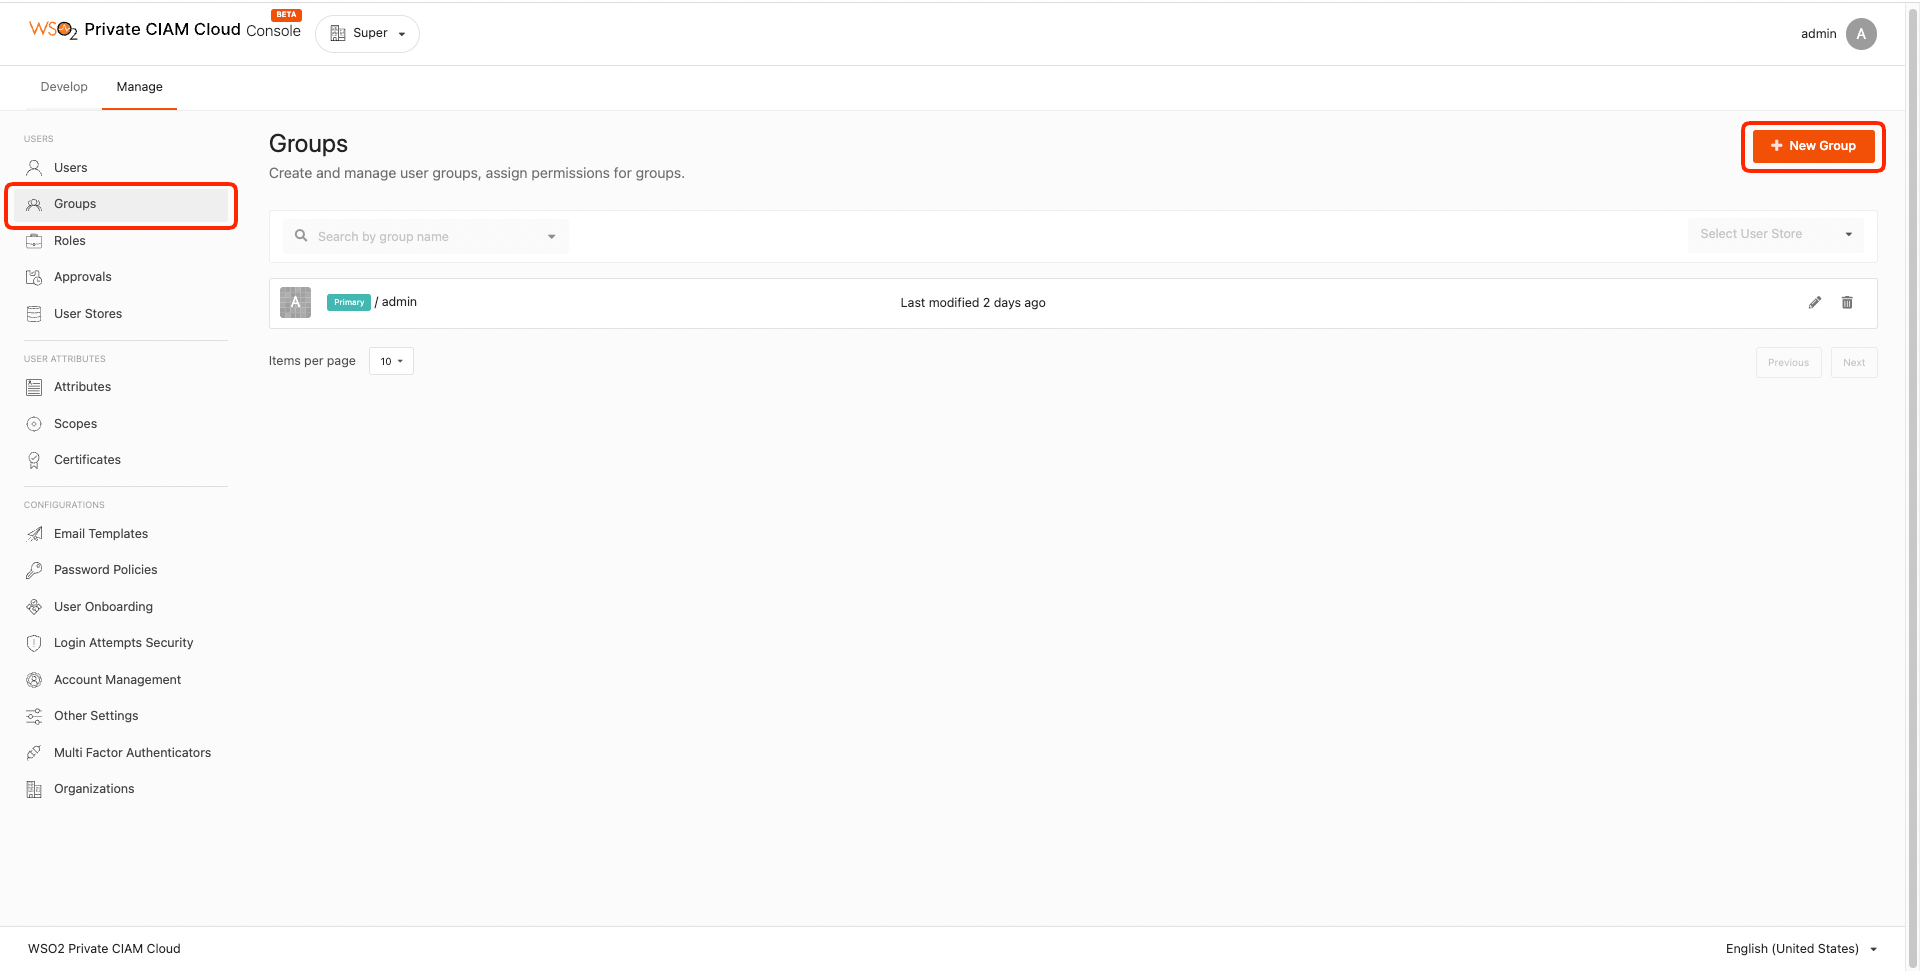 WSO2 Private CIAM Cloud Console BETA
Super
admin A
Develop Manage
USERS
Users
Groups
Roles
Approvals
User Stores
USER ATTRIBUTES
Attributes
Scopes
Certificates
CONFIGURATIONS
Email Templates
Password Policies
User Onboarding
Login Attempts Security
Account Management
Other Settings
Multi Factor Authenticators
Organizations
Groups
Create and manage user groups, assign permissions for groups.
+ New Group
Search by group name
Select User Store
A Primary / admin Last modified 2 days ago
Items per page 10
Previous Next
WSO2 Private CIAM Cloud
English (United States)